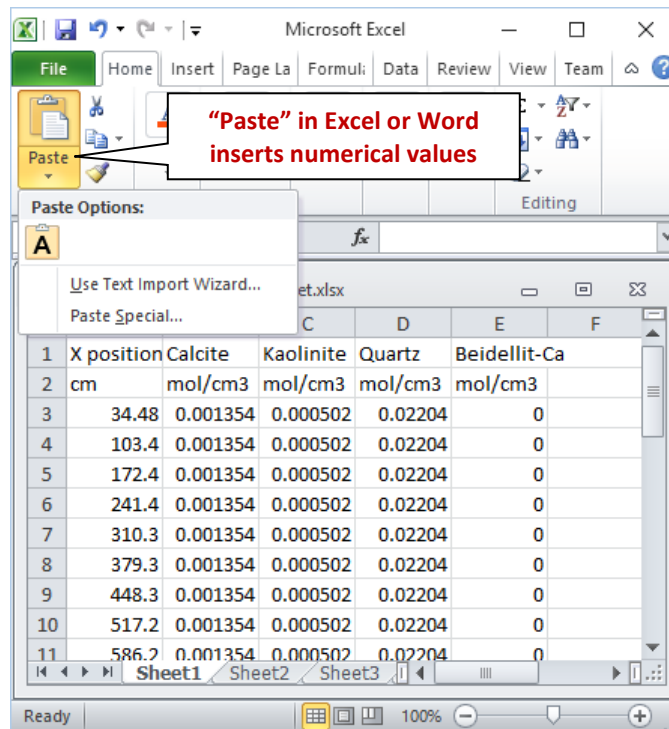 Microsoft Excel
File Home Insert Page La Formula Data Review View Team
Paste
“Paste” in Excel or Word
inserts numerical values
Editing
Paste Options:
A
fx
Use Text Import Wizard...
Paste Special...
et.xlsx
C D E F
1 X position Calcite Kaolinite Quartz Beidellit-Ca
2 cm mol/cm3 mol/cm3 mol/cm3 mol/cm3
3 34.48 0.001354 0.000502 0.02204 0
4 103.4 0.001354 0.000502 0.02204 0
5 172.4 0.001354 0.000502 0.02204 0
6 241.4 0.001354 0.000502 0.02204 0
7 310.3 0.001354 0.000502 0.02204 0
8 379.3 0.001354 0.000502 0.02204 0
9 448.3 0.001354 0.000502 0.02204 0
10 517.2 0.001354 0.000502 0.02204 0
11 586.2 0.001354 0.000502 0.02204 0
Sheet1 Sheet2 Sheet3
Ready 100%